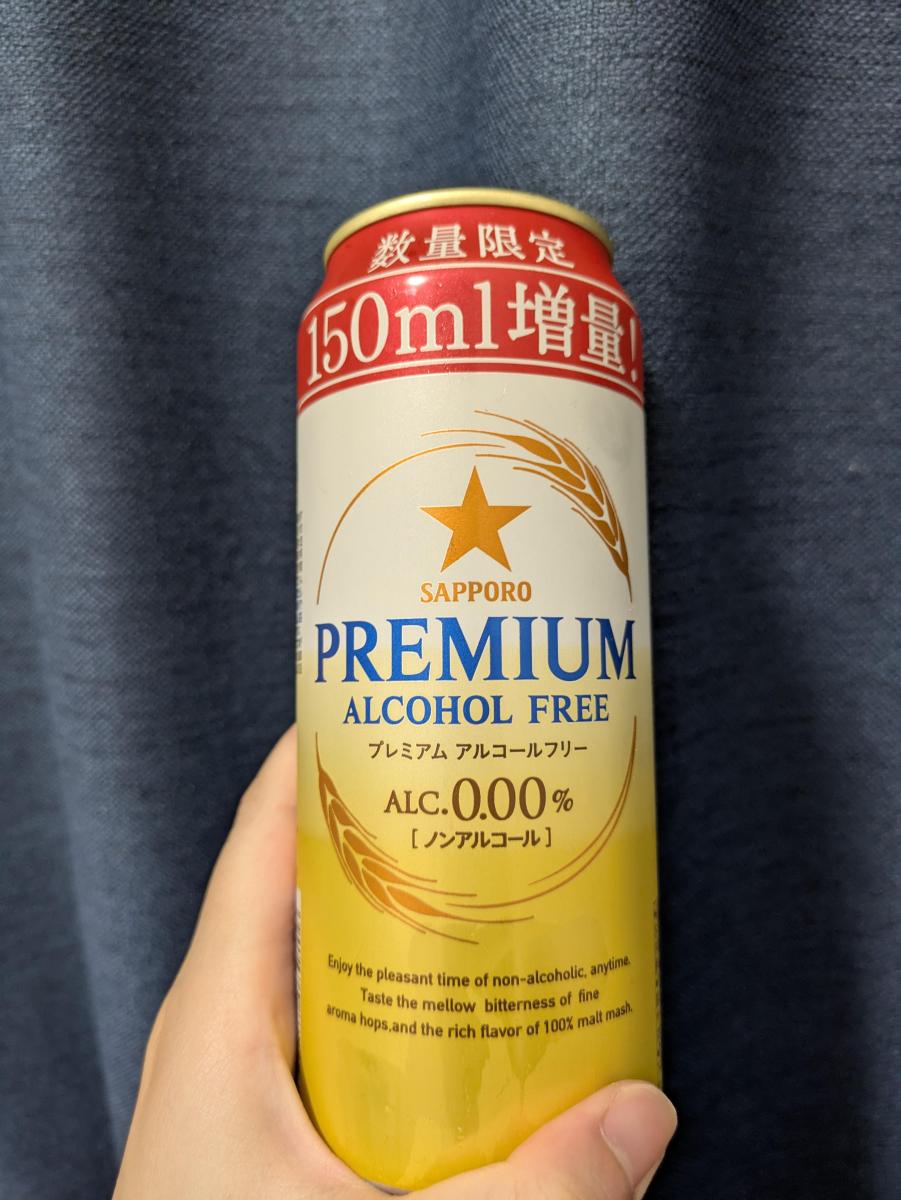 数量限定
150ml増量!
SAPPORO
PREMIUM
ALCOHOL FREE
プレミアム アルコールフリー
ALC.0.00%
[ノンアルコール]
Enjoy the pleasant time of non-alcoholic, anytime.
Taste the mellow bitterness of fine
aroma hops,and the rich flavor of 100% malt mash.